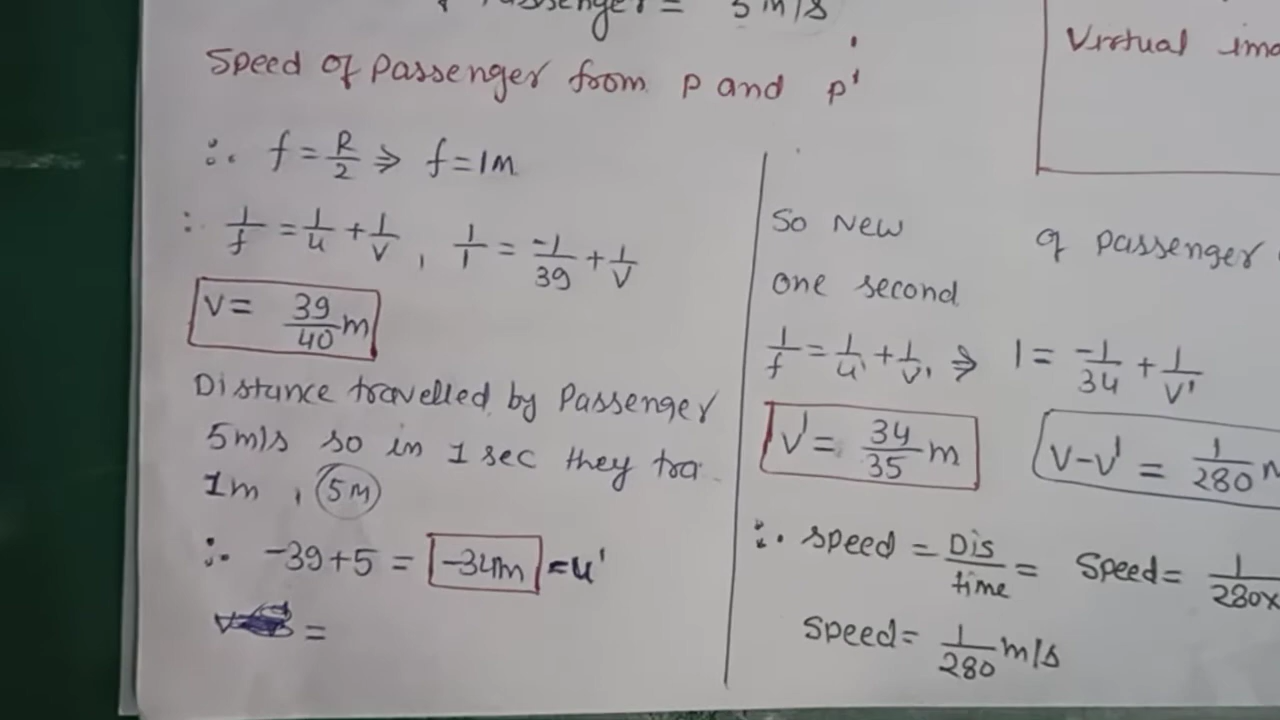 Passenger = 5 m/s
Speed of passenger from P and P'
∴ f = R/2 ⇒ f = 1m
∴ 1/f = 1/u + 1/v , 1/1 = -1/39 + 1/v
v = 39/40 m
Distance travelled by Passenger
5m/s so in 1 sec they tra
1m , 5m
∴ -39+5 = -34m = u'
=
Virtual
So New of passenger
one second
1/f = 1/u' + 1/v' ⇒ 1 = -1/34 + 1/v'
v' = 34/35 m
v-v' = 1/280
∴ speed = Dis/time = Speed = 1/280x
Speed = 1/280 m/s